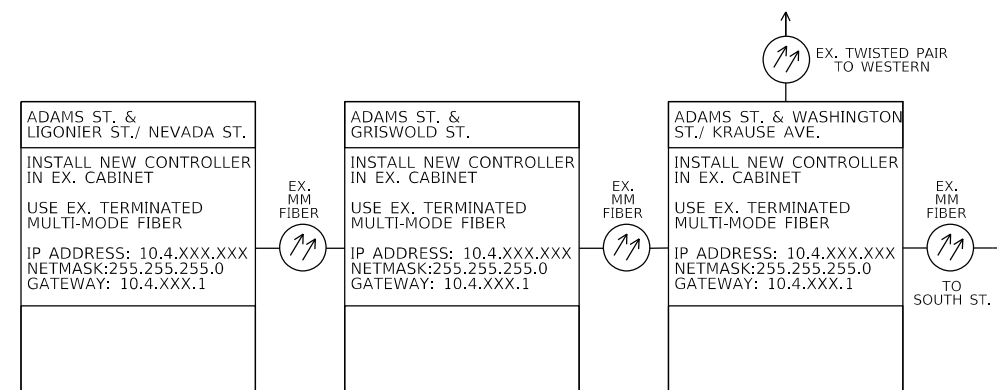 EX. TWISTED PAIR
TO WESTERN
ADAMS ST. &
LIGONIER ST./ NEVADA ST.
INSTALL NEW CONTROLLER
IN EX. CABINET
USE EX. TERMINATED
MULTI-MODE FIBER
IP ADDRESS: 10.4.XXX.XXX
NETMASK:255.255.255.0
GATEWAY: 10.4.XXX.1
EX.
MM
FIBER
ADAMS ST. &
GRISWOLD ST.
INSTALL NEW CONTROLLER
IN EX. CABINET
USE EX. TERMINATED
MULTI-MODE FIBER
IP ADDRESS: 10.4.XXX.XXX
NETMASK:255.255.255.0
GATEWAY: 10.4.XXX.1
EX.
MM
FIBER
ADAMS ST. & WASHINGTON
ST./ KRAUSE AVE.
INSTALL NEW CONTROLLER
IN EX. CABINET
USE EX. TERMINATED
MULTI-MODE FIBER
IP ADDRESS: 10.4.XXX.XXX
NETMASK:255.255.255.0
GATEWAY: 10.4.XXX.1
EX.
MM
FIBER
TO
SOUTH ST.